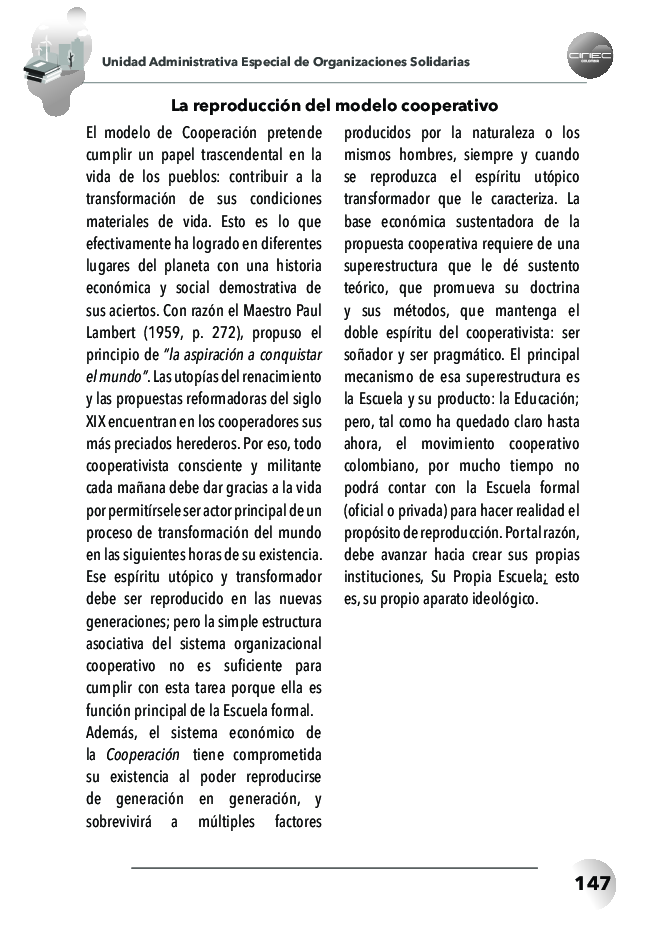 Unidad Administrativa Especial de Organizaciones Solidarias
CINEC
COLOMBIA
La reproducción del modelo cooperativo
El modelo de Cooperación pretende
cumplir un papel trascendental en la
vida de los pueblos: contribuir a la
transformación de sus condiciones
materiales de vida. Esto es lo que
efectivamente ha logrado en diferentes
lugares del planeta con una historia
económica y social demostrativa de
sus aciertos. Con razón el Maestro Paul
Lambert (1959, p. 272), propuso el
principio de “la aspiración a conquistar
el mundo”. Las utopías del renacimiento
y las propuestas reformadoras del siglo
XIX encuentran en los cooperadores sus
más preciados herederos. Por eso, todo
cooperativista consciente y militante
cada mañana debe dar gracias a la vida
por permitírsele ser actor principal de un
proceso de transformación del mundo
en las siguientes horas de su existencia.
Ese espíritu utópico y transformador
debe ser reproducido en las nuevas
generaciones; pero la simple estructura
asociativa del sistema organizacional
cooperativo no es suficiente para
cumplir con esta tarea porque ella es
función principal de la Escuela formal.
Además, el sistema económico de
la Cooperación tiene comprometida
su existencia al poder reproducirse
de generación en generación, y
sobrevivirá a múltiples factores
producidos por la naturaleza o los
mismos hombres, siempre y cuando
se reproduzca el espíritu utópico
transformador que le caracteriza. La
base económica sustentadora de la
propuesta cooperativa requiere de una
superestructura que le dé sustento
teórico, que promueva su doctrina
y sus métodos, que mantenga el
doble espíritu del cooperativista: ser
soñador y ser pragmático. El principal
mecanismo de esa superestructura es
la Escuela y su producto: la Educación;
pero, tal como ha quedado claro hasta
ahora, el movimiento cooperativo
colombiano, por mucho tiempo no
podrá contar con la Escuela formal
(oficial o privada) para hacer realidad el
propósito de reproducción. Por tal razón,
debe avanzar hacia crear sus propias
instituciones, Su Propia Escuela; esto
es, su propio aparato ideológico.
147